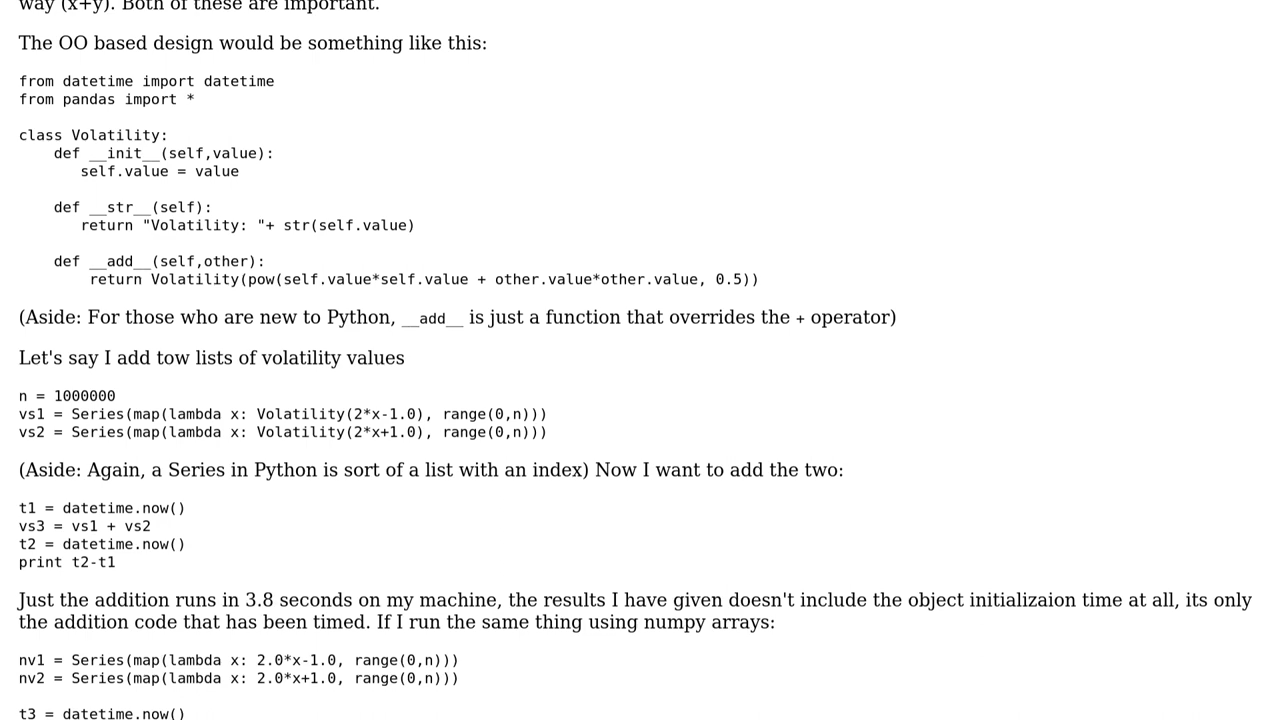 way (x+y). Both of these are important.
The OO based design would be something like this:
from datetime import datetime
from pandas import *
class Volatility:
    def __init__(self,value):
       self.value = value
    def __str__(self):
       return "Volatility: "+ str(self.value)
    def __add__(self,other):
        return Volatility(pow(self.value*self.value + other.value*other.value, 0.5))
(Aside: For those who are new to Python, __add__ is just a function that overrides the + operator)
Let's say I add tow lists of volatility values
n = 1000000
vs1 = Series(map(lambda x: Volatility(2*x-1.0), range(0,n)))
vs2 = Series(map(lambda x: Volatility(2*x+1.0), range(0,n)))
(Aside: Again, a Series in Python is sort of a list with an index) Now I want to add the two:
t1 = datetime.now()
vs3 = vs1 + vs2
t2 = datetime.now()
print t2-t1
Just the addition runs in 3.8 seconds on my machine, the results I have given doesn't include the object initializaion time at all, its only
the addition code that has been timed. If I run the same thing using numpy arrays:
nv1 = Series(map(lambda x: 2.0*x-1.0, range(0,n)))
nv2 = Series(map(lambda x: 2.0*x+1.0, range(0,n)))
t3 = datetime.now()